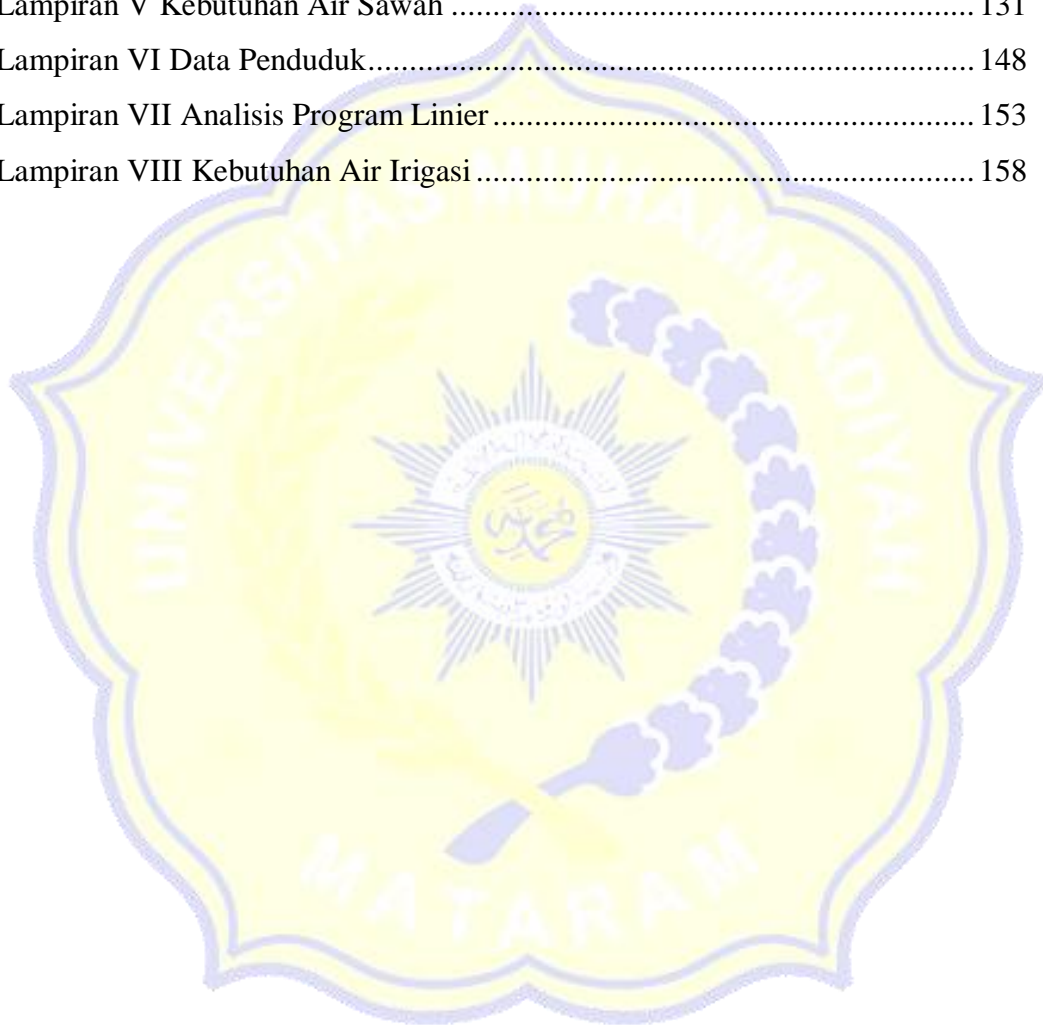 Lampiran V Kebutuhan Air Sawah ................................................................ 131
Lampiran VI Data Penduduk.......................................................................... 148
Lampiran VII Analisis Program Linier ........................................................... 153
Lampiran VIII Kebutuhan Air Irigasi ............................................................. 158
UNIVERSITAS MUHAMMADIYAH
MATARAM